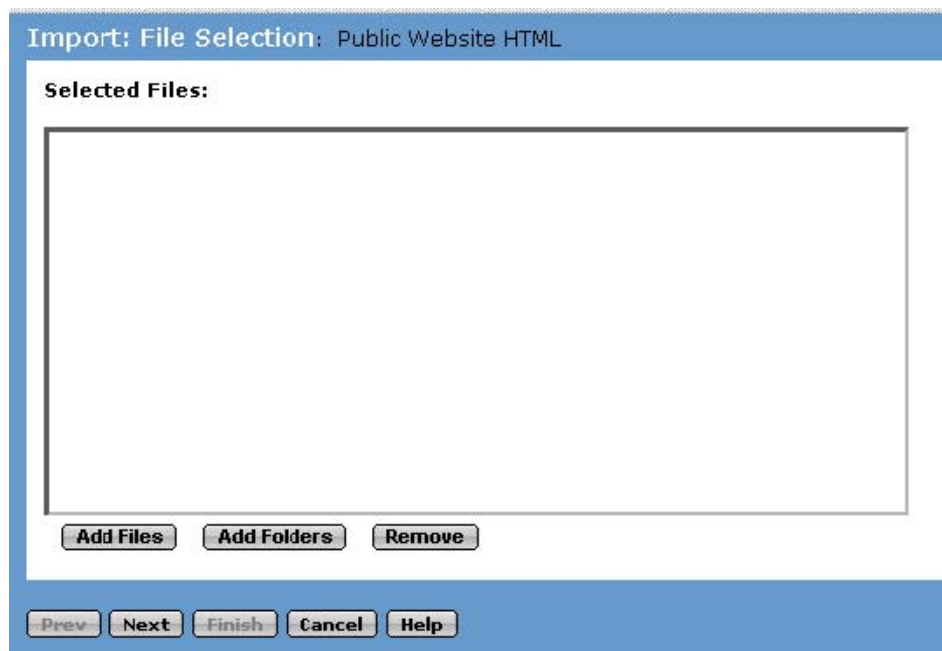 Import: File Selection: Public Website HTML
Selected Files:
Add Files Add Folders Remove
Prev Next Finish Cancel Help